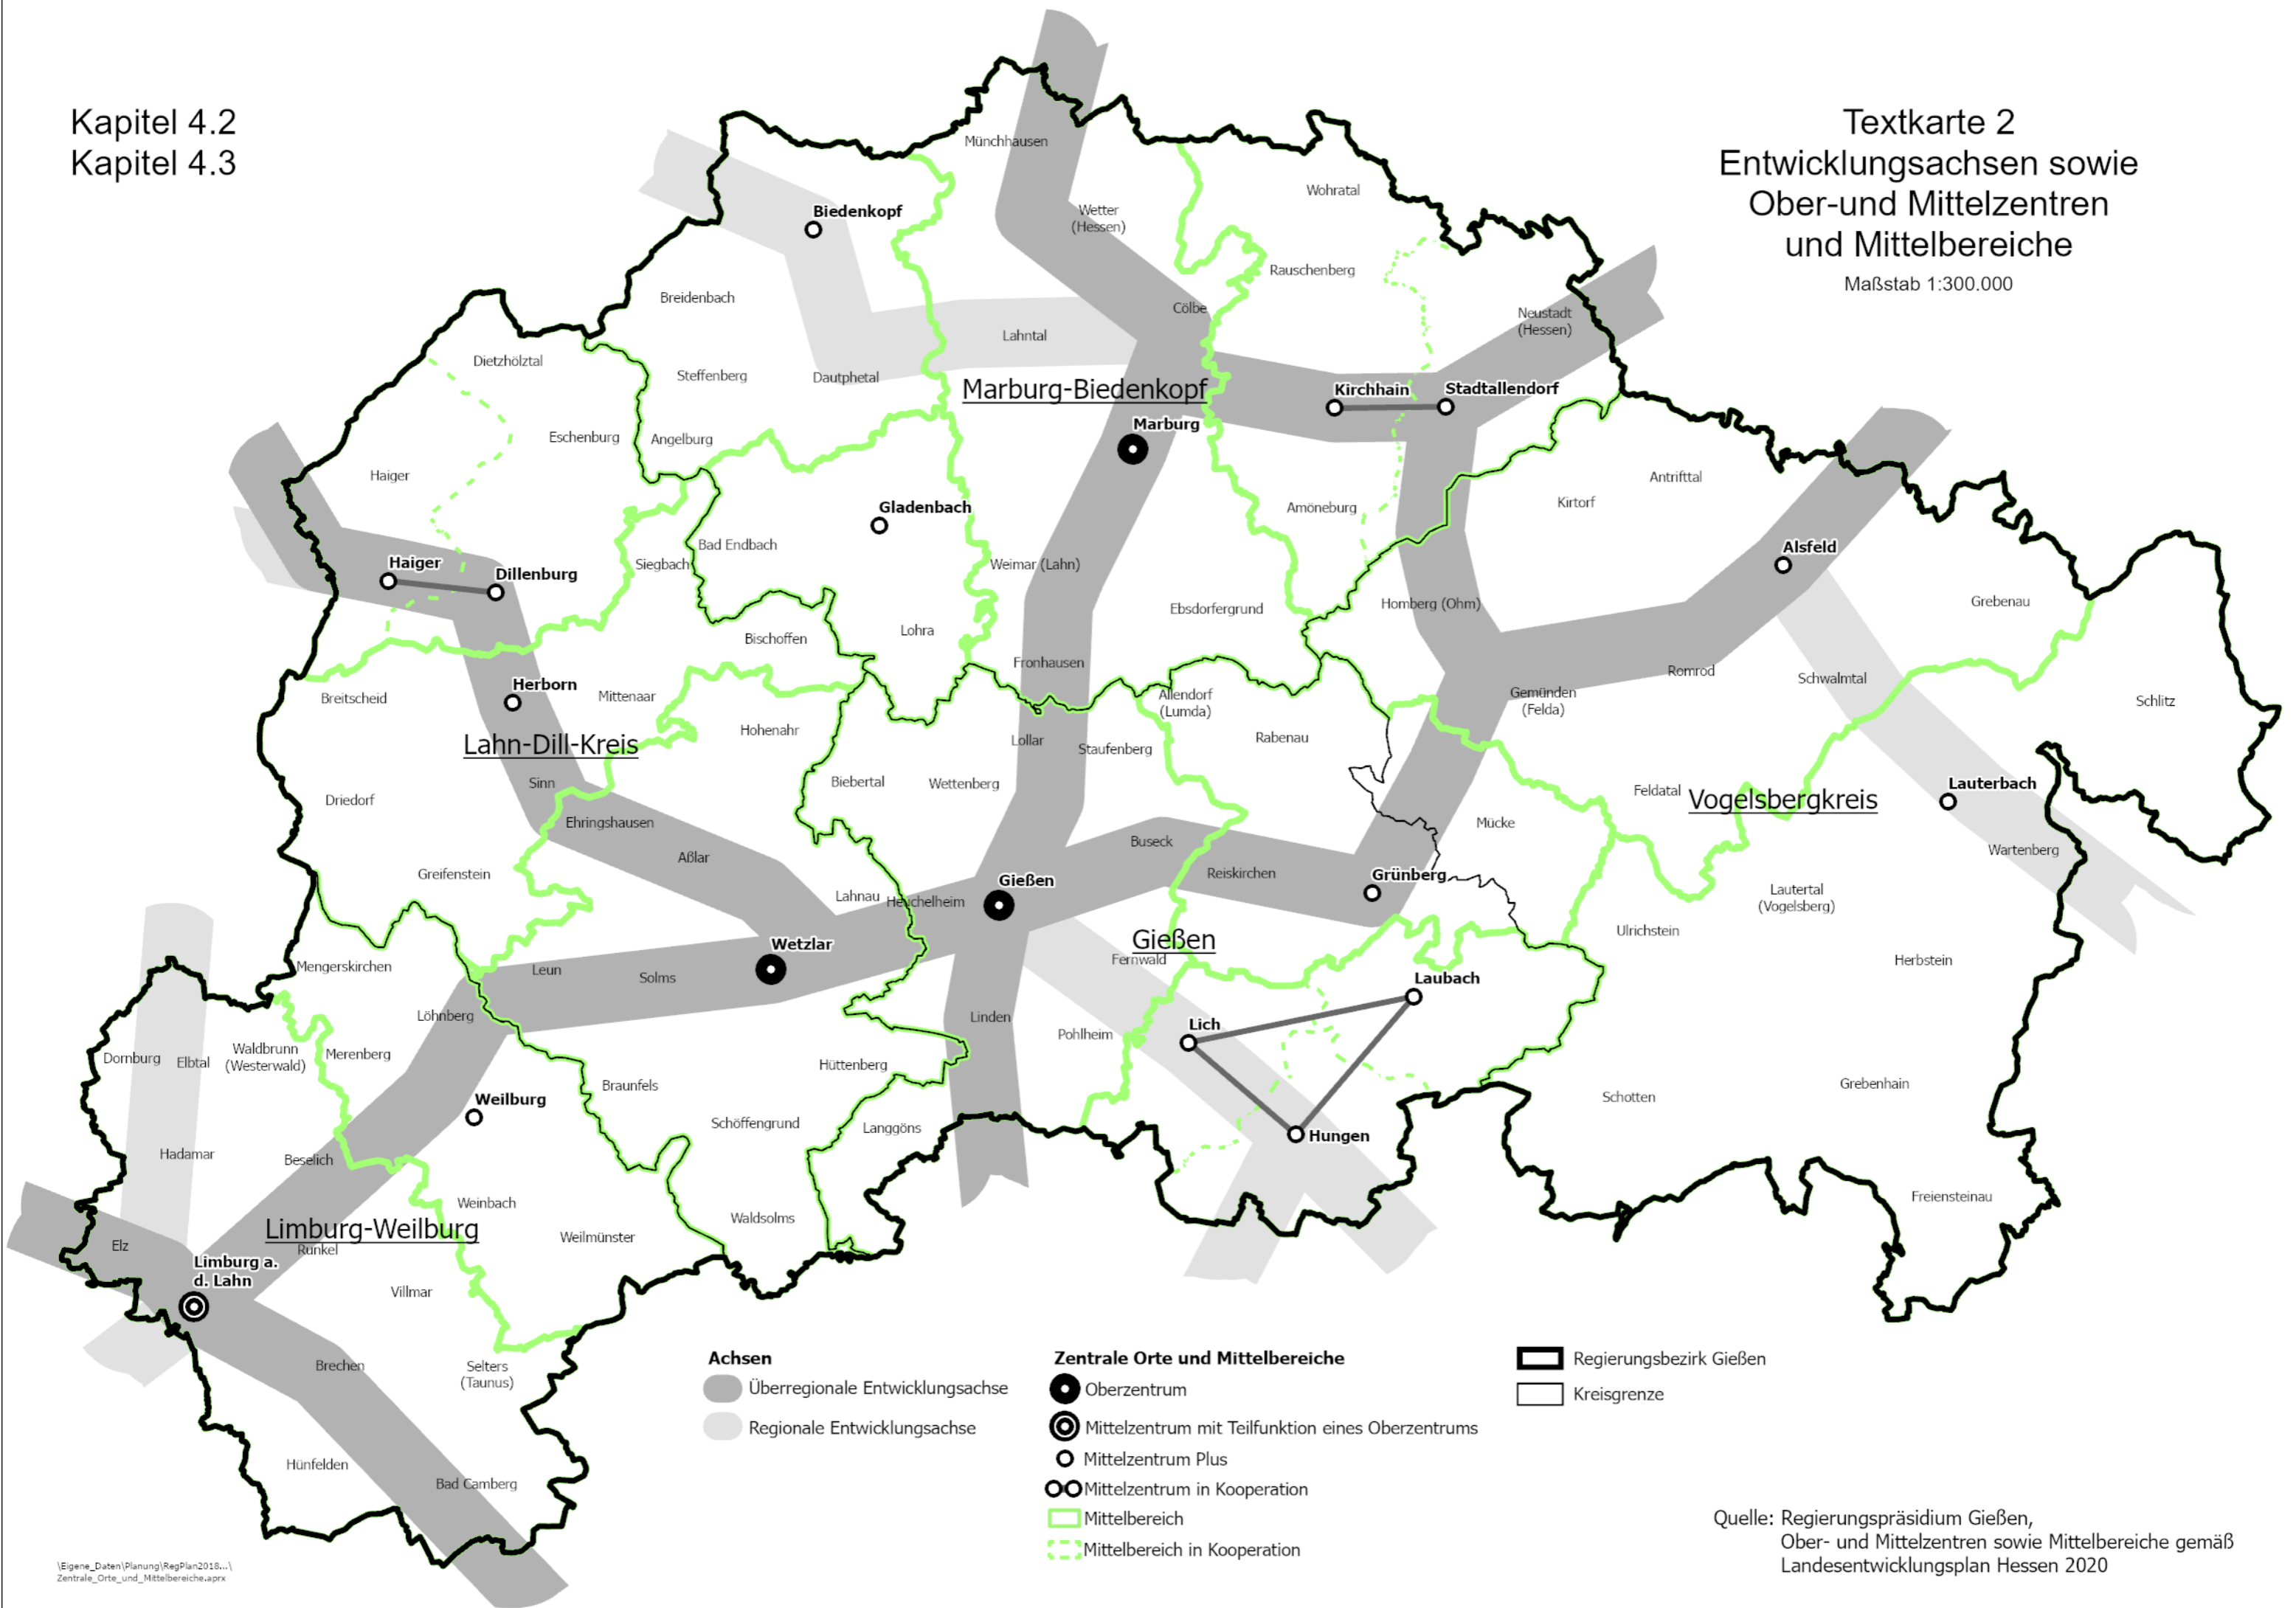 Kapitel 4.2
Kapitel 4.3
Textkarte 2
Entwicklungsachsen sowie
Ober-und Mittelzentren
und Mittelbereiche
Maßstab 1:300.000
Münchhausen
Wohratal
Biedenkopf
Wetter
(Hessen)
Rauschenberg
Breidenbach
Cölbe
Neustadt
(Hessen)
Lahntal
Dietzhölztal
Steffenberg
Dautphetal
Marburg-Biedenkopf
Kirchhain
Stadtallendorf
Marburg
Eschenburg
Angelburg
Haiger
Antrifttal
Kirtorf
Gladenbach
Amöneburg
Bad Endbach
Alsfeld
Haiger
Dillenburg
Siegbach
Weimar (Lahn)
Grebenau
Homberg (Ohm)
Ebsdorfergrund
Lohra
Bischoffen
Fronhausen
Romrod
Schwalmtal
Herborn
Mittenaar
Breitscheid
Allendorf
(Lumda)
Gemünden
(Felda)
Schlitz
Hohenahr
Lahn-Dill-Kreis
Lollar
Staufenberg
Rabenau
Sinn
Biebertal
Wettenberg
Lauterbach
Feldatal
Vogelsbergkreis
Driedorf
Ehringshausen
Mücke
Buseck
Wartenberg
Aßlar
Greifenstein
Reiskirchen
Grünberg
Gießen
Lahnau
Heuchelheim
Lautertal
(Vogelsberg)
Ulrichstein
Wetzlar
Gießen
Fernwald
Herbstein
Mengerskirchen
Leun
Solms
Laubach
Löhnberg
Linden
Lich
Pohlheim
Dornburg
Elbtal
Waldbrunn
(Westerwald)
Merenberg
Hüttenberg
Braunfels
Grebenhain
Schotten
Weilburg
Schöffengrund
Langgöns
Hungen
Hadamar
Beselich
Weinbach
Freiensteinau
Waldsolms
Limburg-Weilburg
Weilmünster
Elz
Runkel
Limburg a.
d. Lahn
Villmar
Brechen
Selters
(Taunus)
Hünfelden
Bad Camberg
Achsen
Überregionale Entwicklungsachse
Regionale Entwicklungsachse
Zentrale Orte und Mittelbereiche
Oberzentrum
Mittelzentrum mit Teilfunktion eines Oberzentrums
Mittelzentrum Plus
Mittelzentrum in Kooperation
Mittelbereich
Mittelbereich in Kooperation
Regierungsbezirk Gießen
Kreisgrenze
Quelle: Regierungspräsidium Gießen,
Ober- und Mittelzentren sowie Mittelbereiche gemäß
Landesentwicklungsplan Hessen 2020
\Eigene_Daten\Planung\RegPlan2018...\
Zentrale_Orte_und_Mittelbereiche.aprx